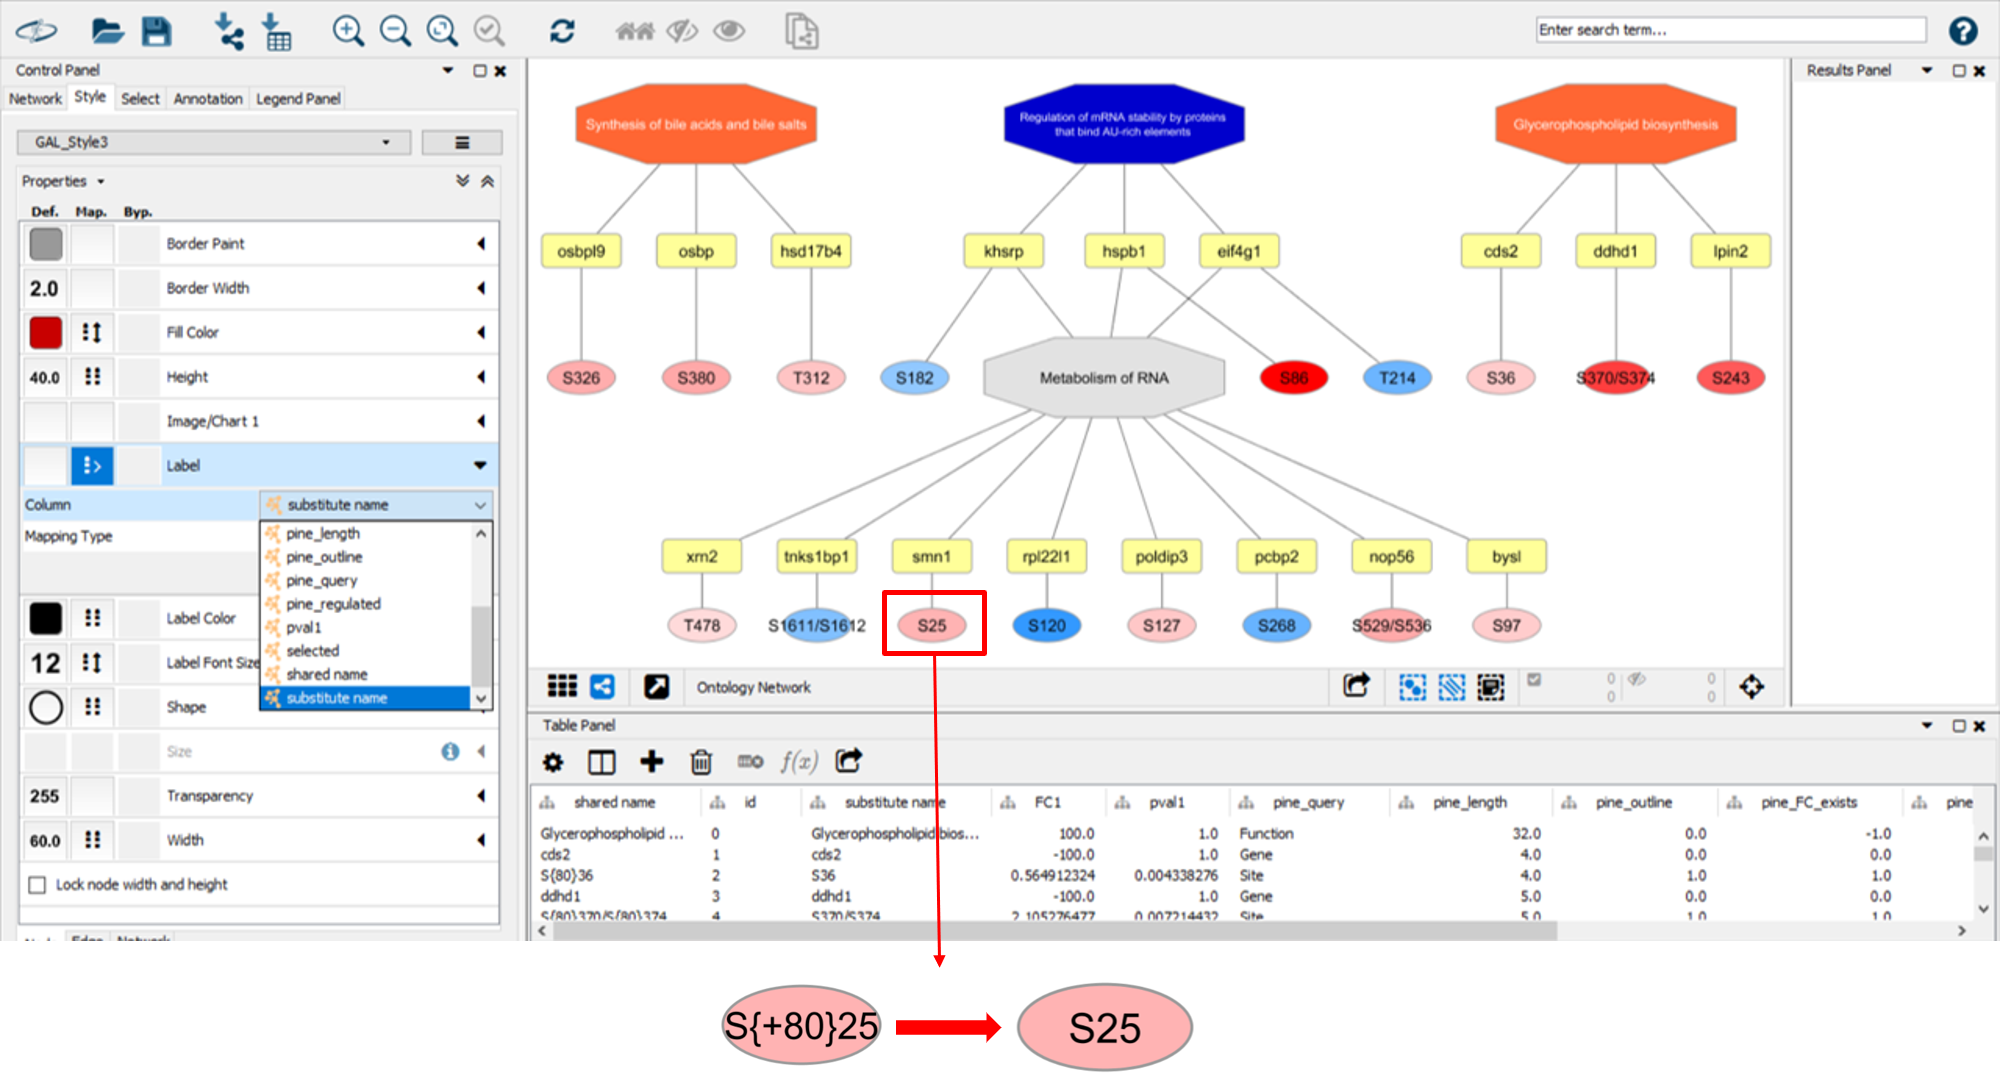 Enter search term...
?
Control Panel
Results Panel
Network Style Select Annotation Legend Panel
GAL_Style3
Properties
Def. Map. Byp.
Border Paint
2.0 Border Width
Fill Color
40.0 Height
Image/Chart 1
Label
Column substitute name
Mapping Type
pine_length
pine_outline
pine_query
pine_regulated
pval1
selected
shared name
substitute name
Label Color
12 Label Font Size
Shape
Size
255 Transparency
60.0 Width
Lock node width and height
Node Edge Network
Synthesis of bile acids and bile salts
Regulation of mRNA stability by proteins
that bind AU-rich elements
Glycerophospholipid biosynthesis
osbpl9 osbp hsd17b4 khsrp hspb1 eif4g1 cds2 ddhd1 lpin2
S326 S380 T312 S182 Metabolism of RNA S86 T214 S36 S370/S374 S243
xrn2 tnks1bp1 smn1 rpl22l1 poldip3 pcbp2 nop56 bysl
T478 S1611/S1612 S25 S120 S127 S268 S529/S536 S97
Ontology Network
0 0
0 0
Table Panel
f(x)
shared name id substitute name FC1 pval1 pine_query pine_length pine_outline pine_FC_exists pine
Glycerophospholipid ... 0 Glycerophospholipid bios... 100.0 1.0 Function 32.0 0.0 -1.0
cds2 1 cds2 -100.0 1.0 Gene 4.0 0.0 0.0
S{80}36 2 S36 0.564912324 0.004338276 Site 4.0 1.0 1.0
ddhd1 3 ddhd1 -100.0 1.0 Gene 5.0 0.0 0.0
S{80}370/S{80}374 4 S370/S374 2.105276477 0.007214432 Site 5.0 1.0 1.0
S{+80}25 S25